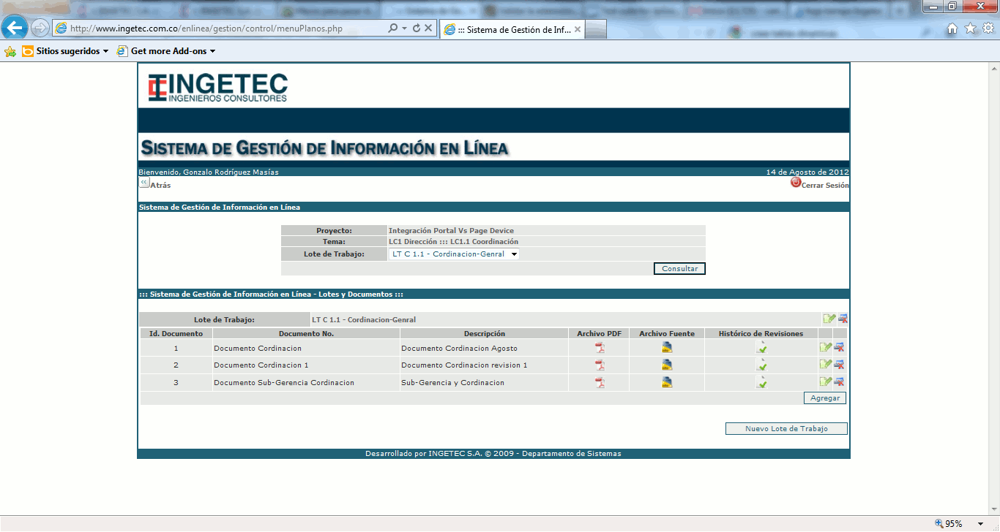 http://www.ingetec.com.co/enlinea/gestion/control/menuPlanos.php
::: Sistema de Gestión de Inf...
Sitios sugeridos
Get more Add-ons
INGETEC
INGENIEROS CONSULTORES
Sistema de Gestión de Información en Línea
Bienvenido, Gonzalo Rodríguez Masías
14 de Agosto de 2012
Atrás
Cerrar Sesión
Sistema de Gestión de Información en Línea
Proyecto: Integración Portal Vs Page Device
Tema: LC1 Dirección ::: LC1.1 Coordinación
Lote de Trabajo: LT C 1.1 - Cordinacion-Genral
Consultar
::: Sistema de Gestión de Información en Línea - Lotes y Documentos :::
Lote de Trabajo: LT C 1.1 - Cordinacion-Genral
Id. Documento Documento No. Descripción Archivo PDF Archivo Fuente Histórico de Revisiones
1 Documento Cordinacion Documento Cordinacion Agosto
2 Documento Cordinacion 1 Documento Cordinacion revision 1
3 Documento Sub-Gerencia Cordinacion Sub-Gerencia y Cordinacion
Agregar
Nuevo Lote de Trabajo
Desarrollado por INGETEC S.A. © 2009 - Departamento de Sistemas
95%